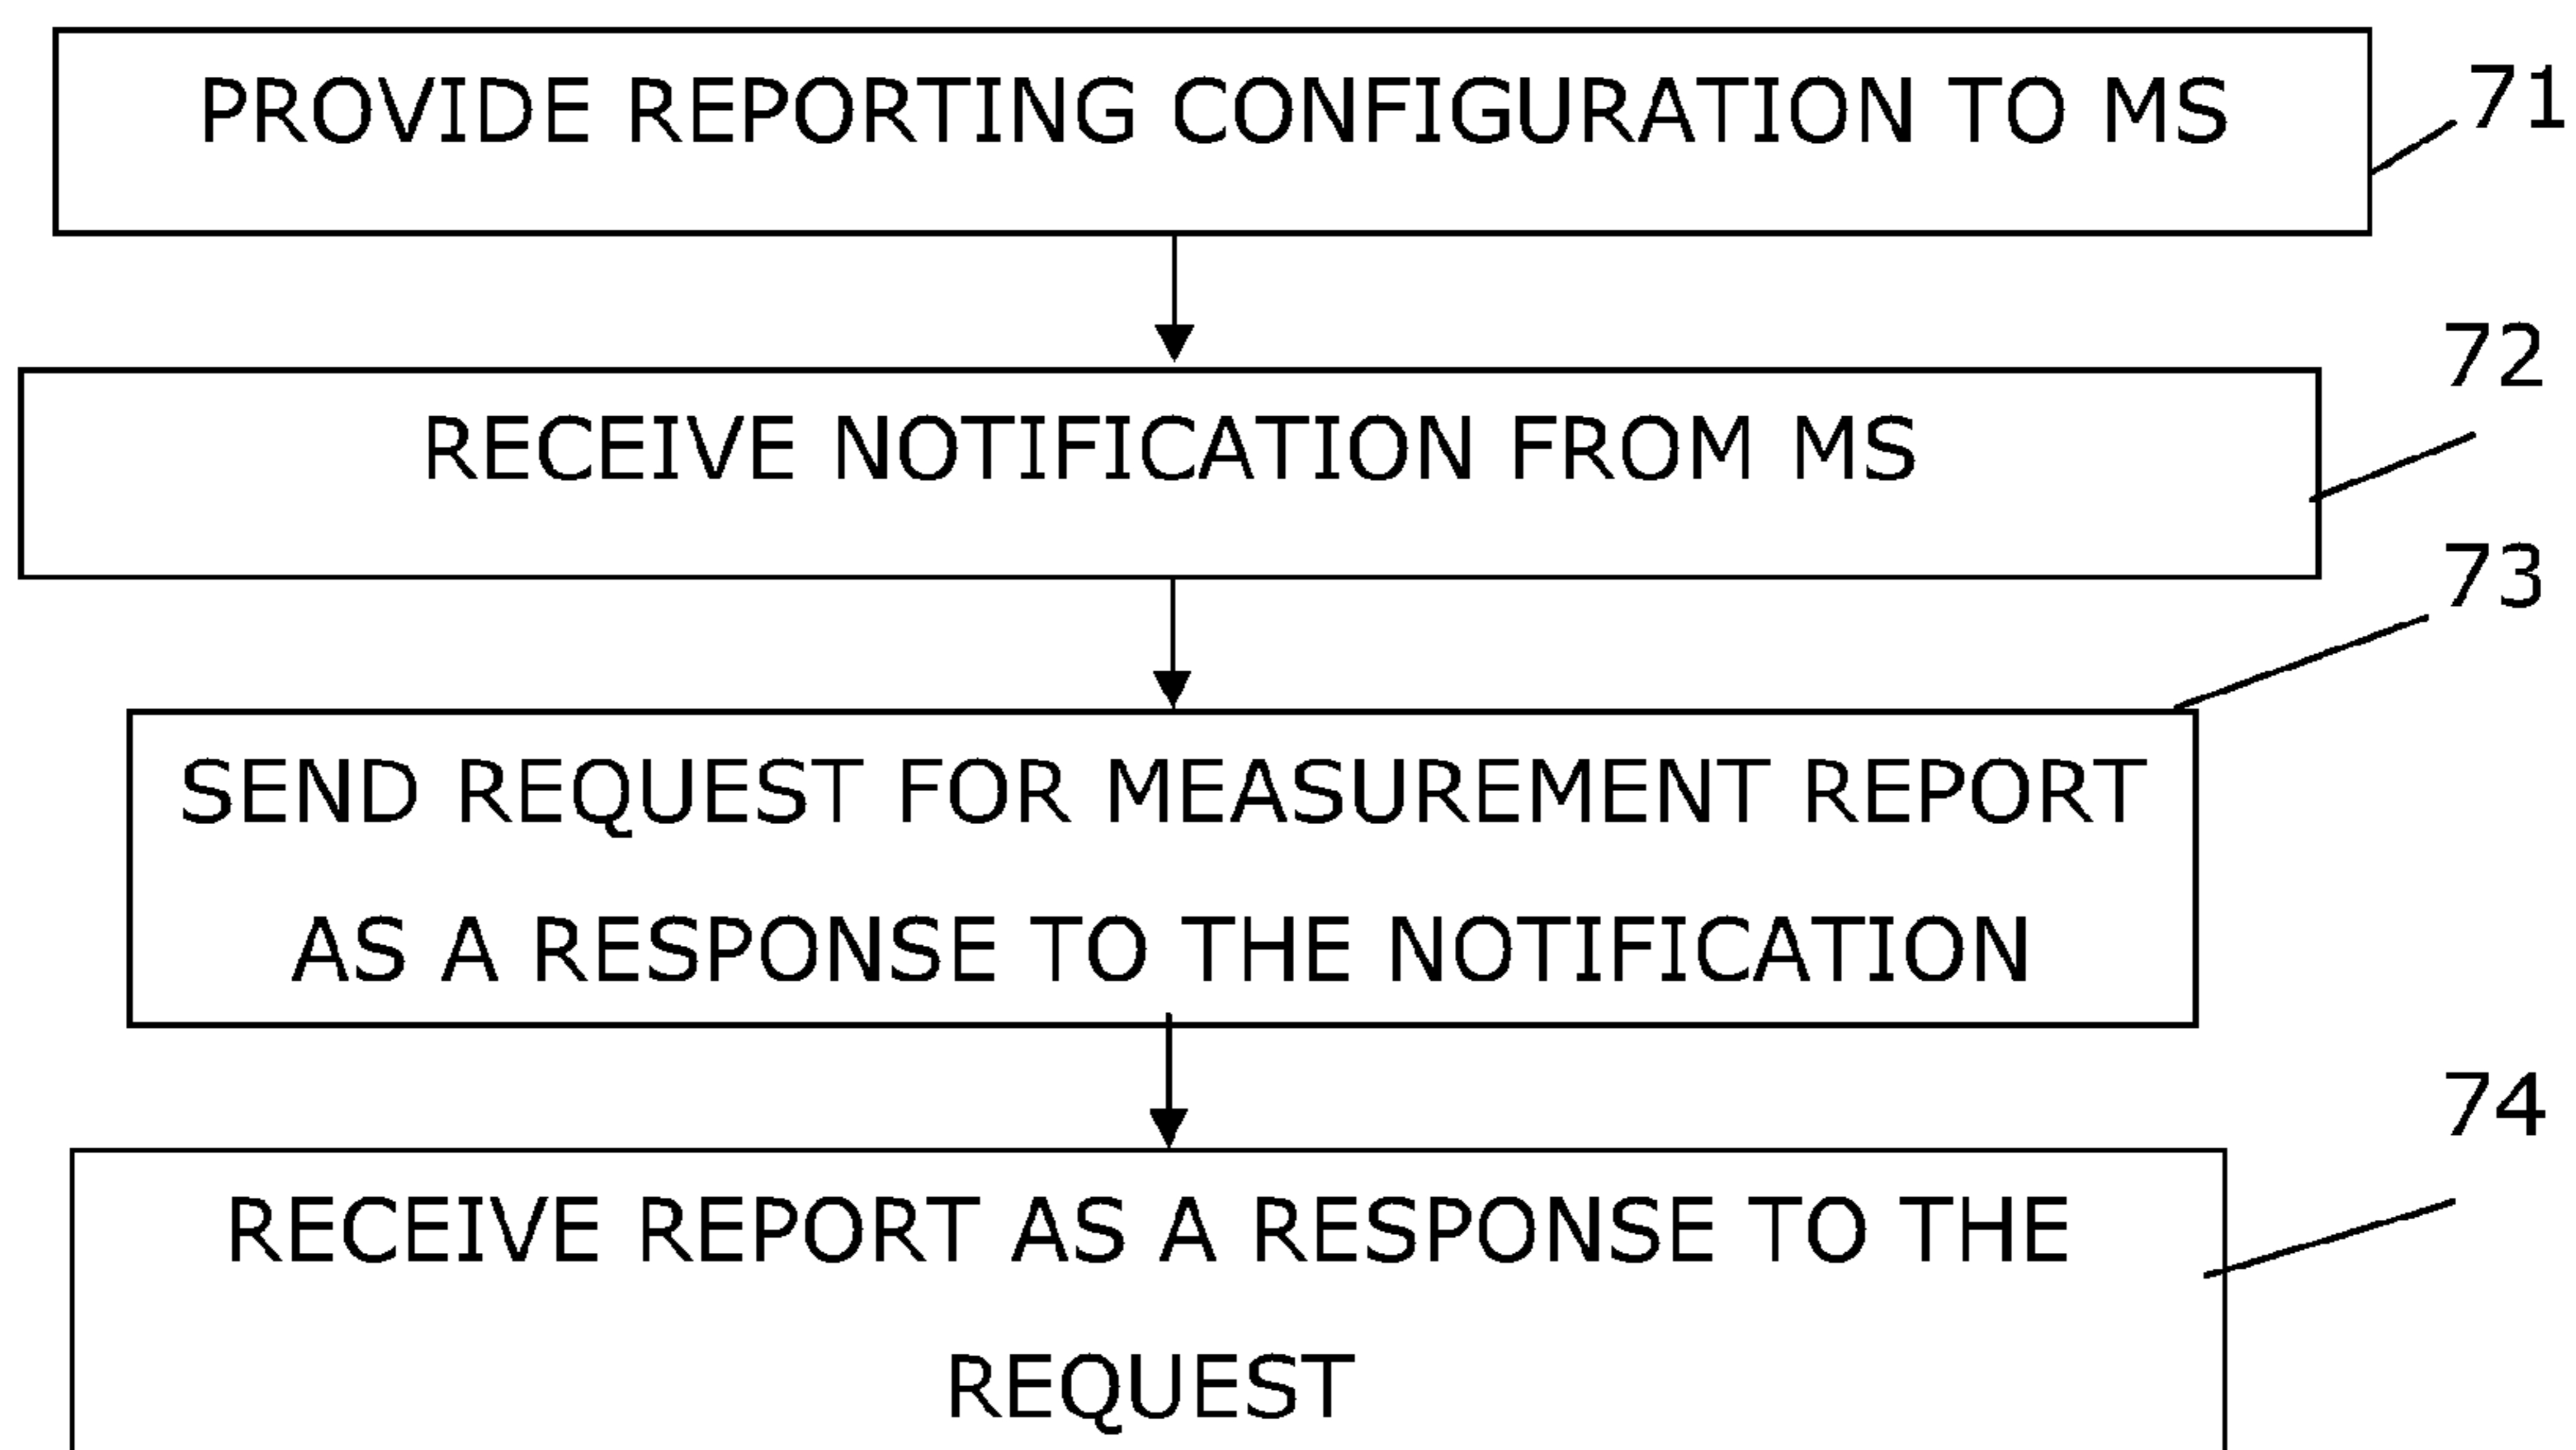 PROVIDE REPORTING CONFIGURATION TO MS
71
RECEIVE NOTIFICATION FROM MS
72
SEND REQUEST FOR MEASUREMENT REPORT
AS A RESPONSE TO THE NOTIFICATION
73
RECEIVE REPORT AS A RESPONSE TO THE
REQUEST
74